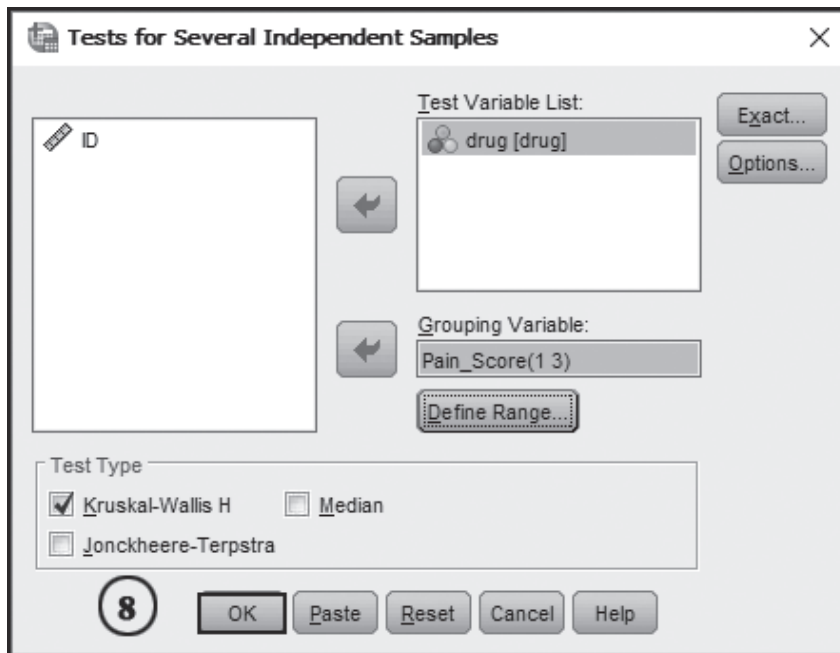 Tests for Several Independent Samples
Test Variable List:
ID
drug [drug]
Exact...
Options...
Grouping Variable:
Pain_Score(1 3)
Define Range...
Test Type
Kruskal-Wallis H
Median
Jonckheere-Terpstra
8
OK
Paste
Reset
Cancel
Help